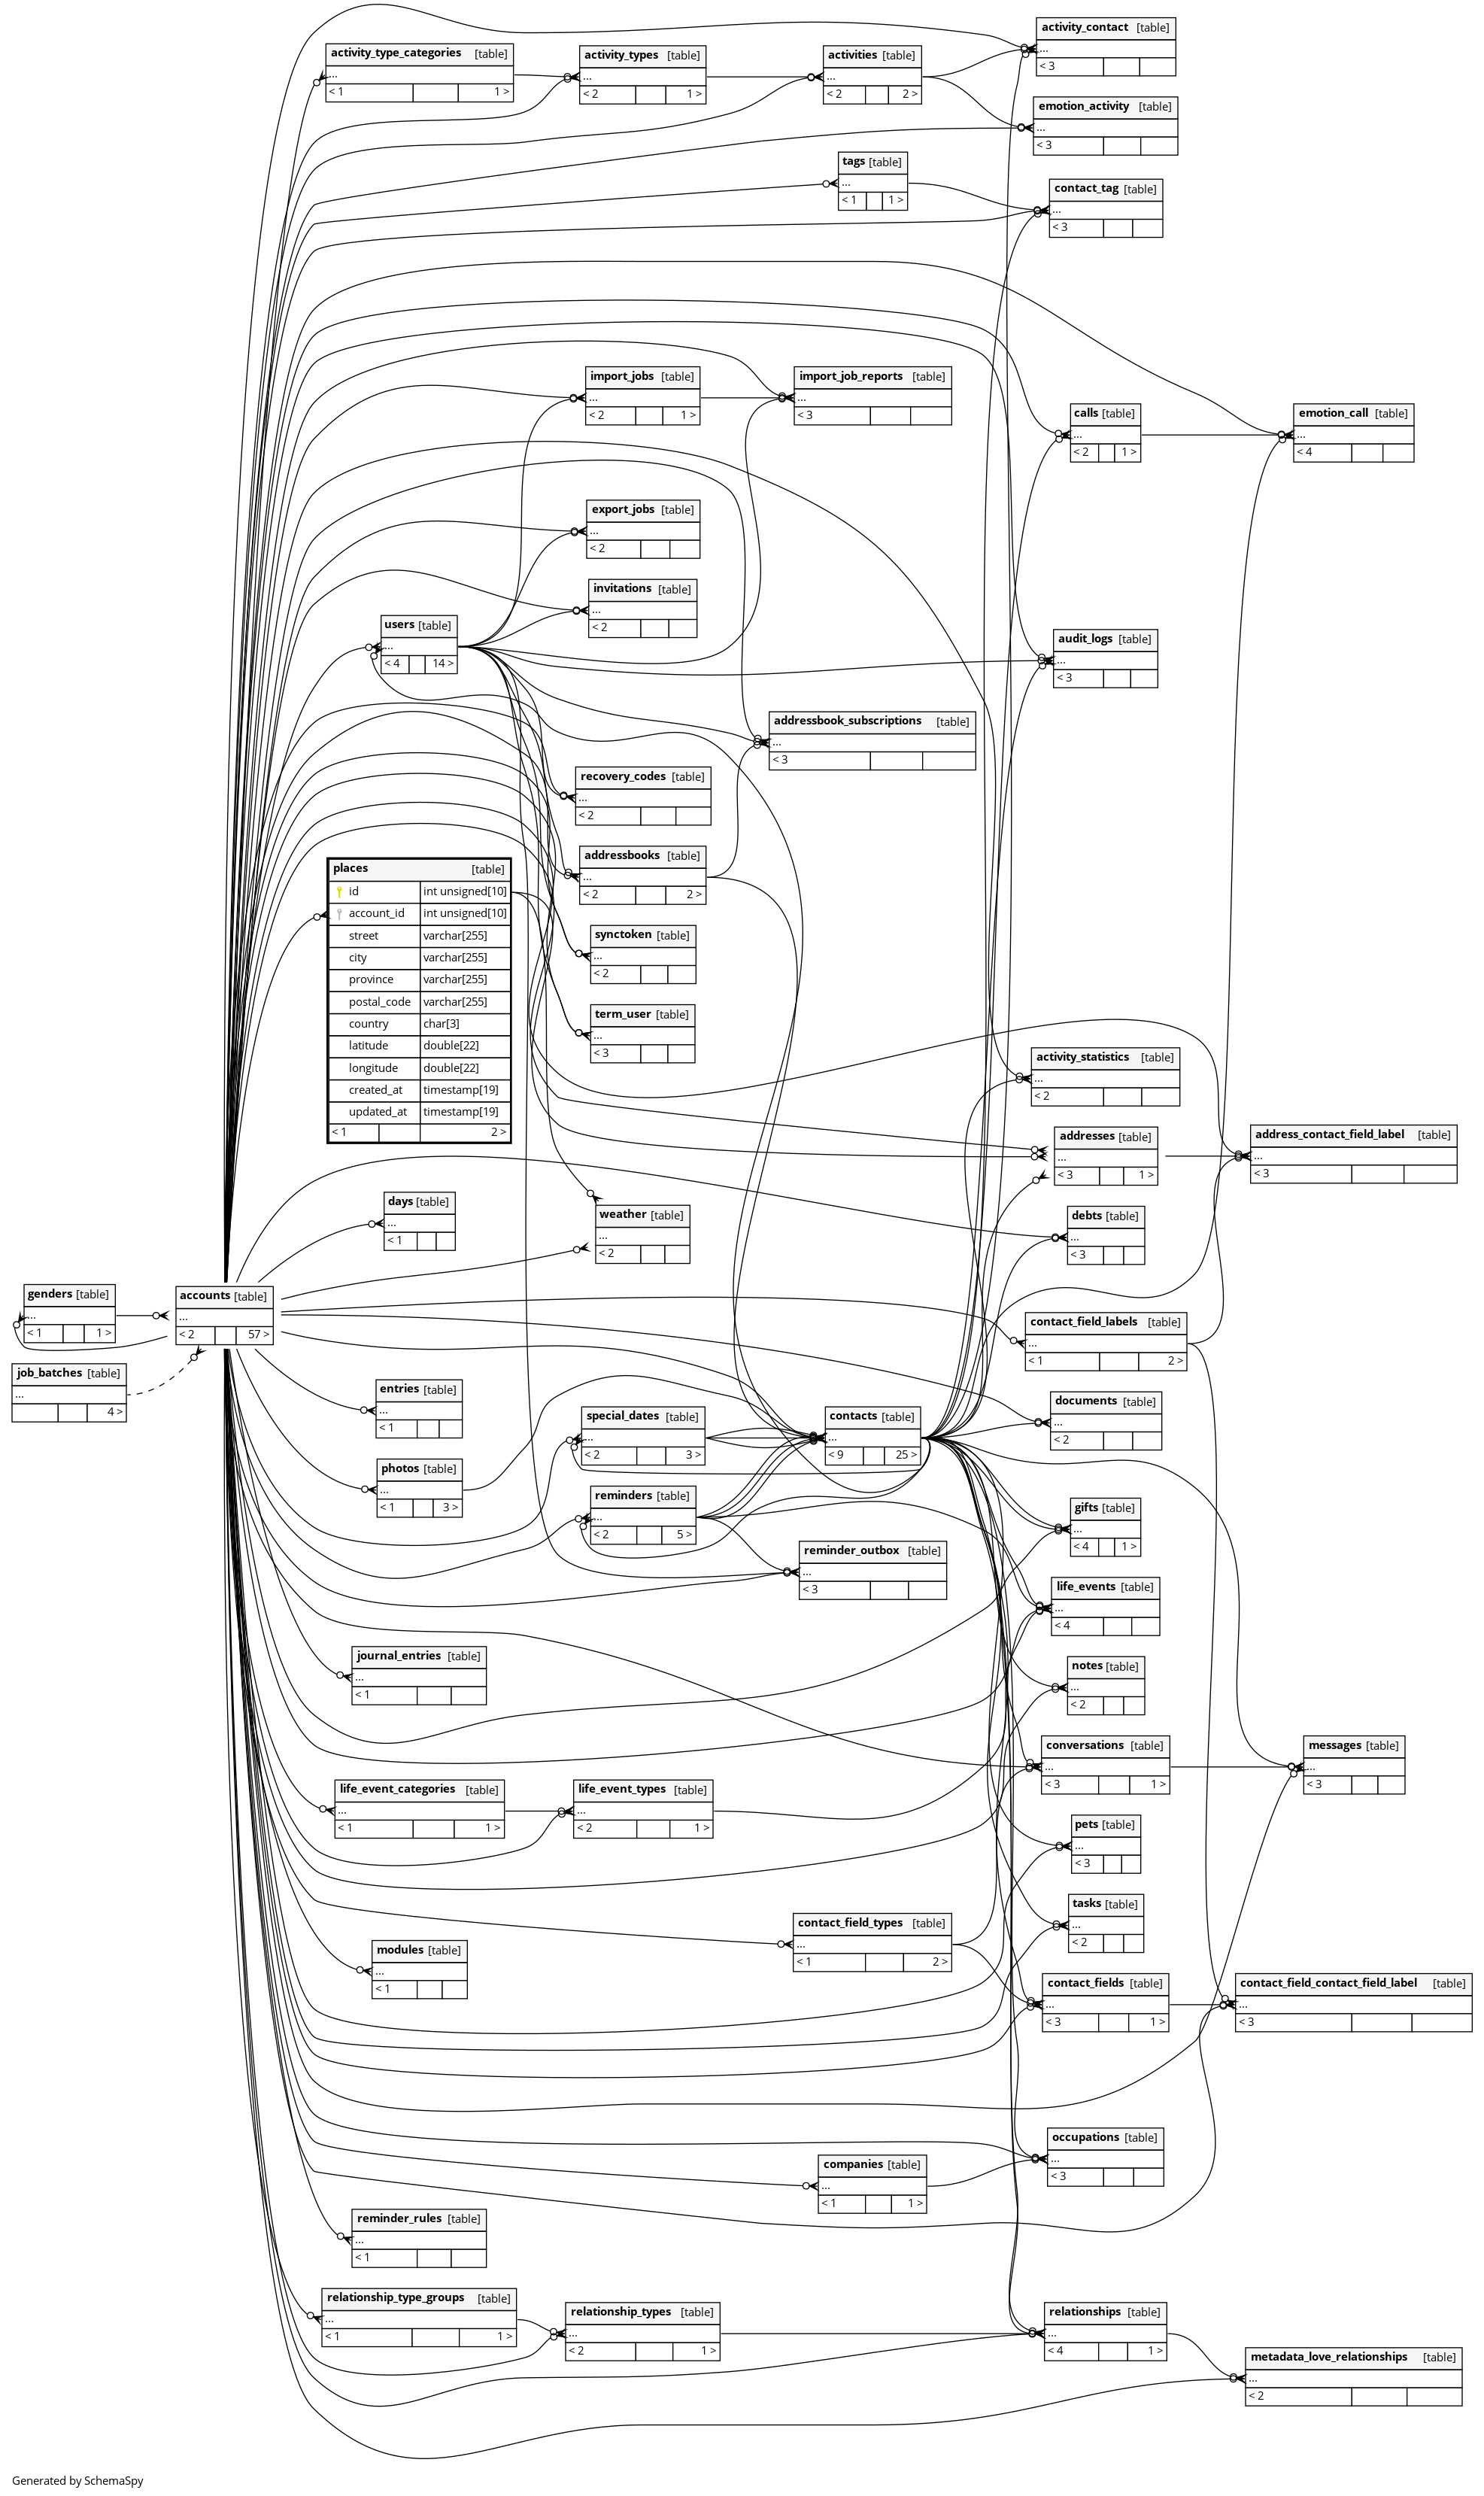 activity_contact [table]
...
< 3
activity_type_categories [table]
...
< 1 1 >
activity_types [table]
...
< 2 1 >
activities [table]
...
< 2 2 >
emotion_activity [table]
...
< 3
tags [table]
...
< 1 1 >
contact_tag [table]
...
< 3
import_jobs [table]
...
< 2 1 >
import_job_reports [table]
...
< 3
calls [table]
...
< 2 1 >
emotion_call [table]
...
< 4
export_jobs [table]
...
< 2
invitations [table]
...
< 2
users [table]
...
< 4 14 >
audit_logs [table]
...
< 3
addressbook_subscriptions [table]
...
< 3
recovery_codes [table]
...
< 2
addressbooks [table]
...
< 2 2 >
places [table]
id int unsigned[10]
account_id int unsigned[10]
street varchar[255]
city varchar[255]
province varchar[255]
postal_code varchar[255]
country char[3]
latitude double[22]
longitude double[22]
created_at timestamp[19]
updated_at timestamp[19]
< 1 2 >
synctoken [table]
...
< 2
term_user [table]
...
< 3
activity_statistics [table]
...
< 2
addresses [table]
...
< 3 1 >
address_contact_field_label [table]
...
< 3
days [table]
...
< 1
weather [table]
...
< 2
debts [table]
...
< 3
genders [table]
...
< 1 1 >
accounts [table]
...
< 2 57 >
contact_field_labels [table]
...
< 1 2 >
job_batches [table]
...
4 >
entries [table]
...
< 1
special_dates [table]
...
< 2 3 >
contacts [table]
...
< 9 25 >
documents [table]
...
< 2
photos [table]
...
< 1 3 >
reminders [table]
...
< 2 5 >
gifts [table]
...
< 4 1 >
reminder_outbox [table]
...
< 3
life_events [table]
...
< 4
journal_entries [table]
...
< 1
notes [table]
...
< 2
conversations [table]
...
< 3 1 >
messages [table]
...
< 3
life_event_categories [table]
...
< 1 1 >
life_event_types [table]
...
< 2 1 >
pets [table]
...
< 3
tasks [table]
...
< 2
contact_field_types [table]
...
< 1 2 >
modules [table]
...
< 1
contact_fields [table]
...
< 3 1 >
contact_field_contact_field_label [table]
...
< 3
occupations [table]
...
< 3
companies [table]
...
< 1 1 >
reminder_rules [table]
...
< 1
relationship_type_groups [table]
...
< 1 1 >
relationship_types [table]
...
< 2 1 >
relationships [table]
...
< 4 1 >
metadata_love_relationships [table]
...
< 2
Generated by SchemaSpy